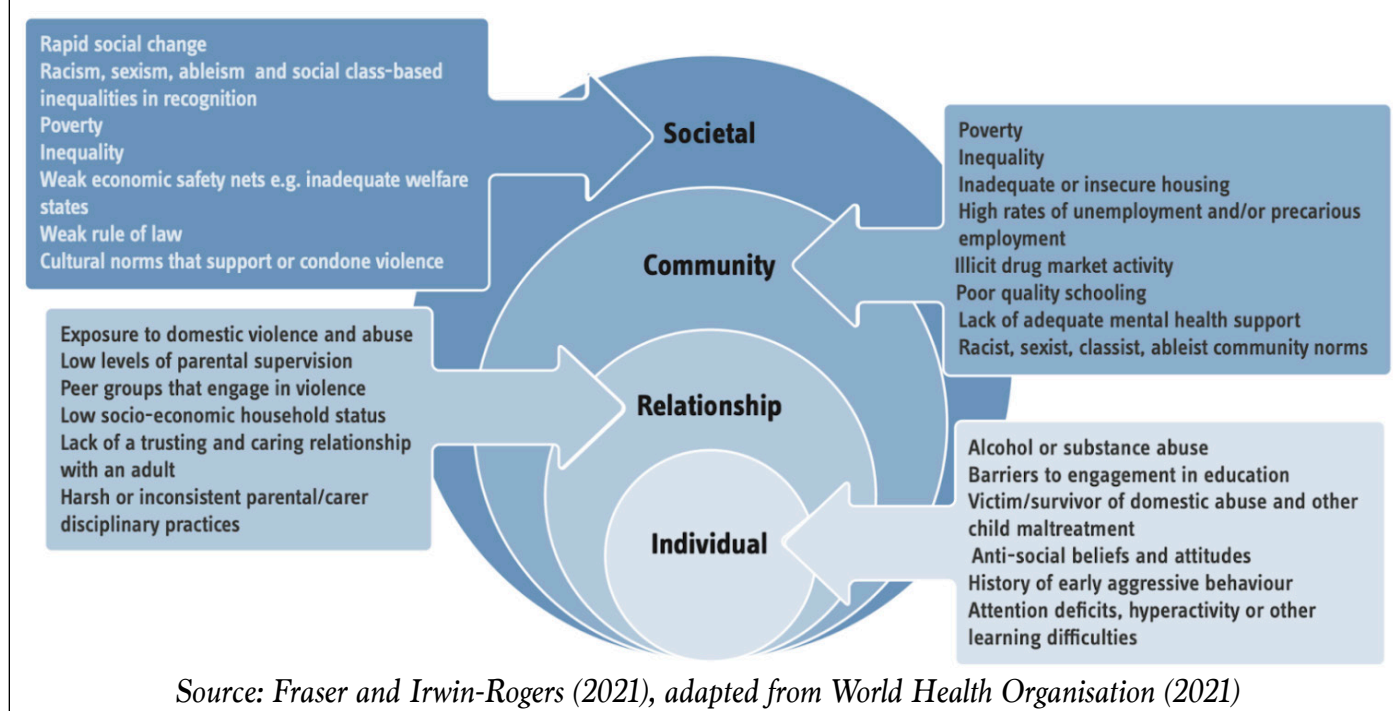 Rapid social change
Racism, sexism, ableism and social class-based
inequalities in recognition
Poverty
Inequality
Weak economic safety nets e.g. inadequate welfare
states
Weak rule of law
Cultural norms that support or condone violence
Societal
Poverty
Inequality
Inadequate or insecure housing
High rates of unemployment and/or precarious
employment
Illicit drug market activity
Poor quality schooling
Lack of adequate mental health support
Racist, sexist, classist, ableist community norms
Community
Exposure to domestic violence and abuse
Low levels of parental supervision
Peer groups that engage in violence
Low socio-economic household status
Lack of a trusting and caring relationship
with an adult
Harsh or inconsistent parental/carer
disciplinary practices
Relationship
Alcohol or substance abuse
Barriers to engagement in education
Victim/survivor of domestic abuse and other
child maltreatment
Anti-social beliefs and attitudes
History of early aggressive behaviour
Attention deficits, hyperactivity or other
learning difficulties
Individual
Source: Fraser and Irwin-Rogers (2021), adapted from World Health Organisation (2021)